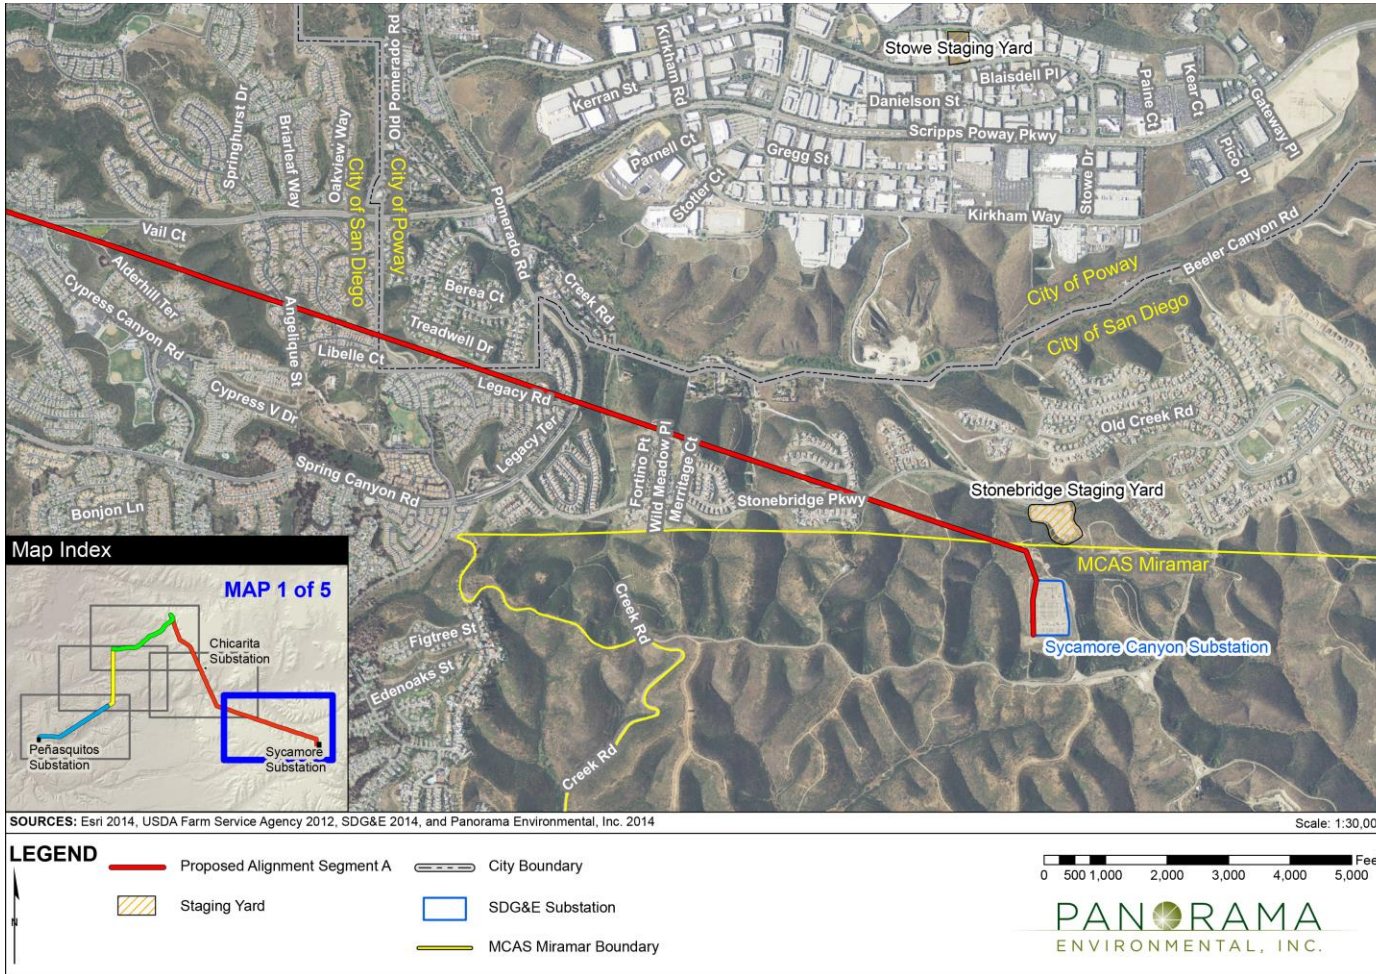 Stowe Staging Yard
Old Pomerado Rd
Kirkham Rd
Kerran St
Blaisdell Pl
Danielson St
Scripps Poway Pkwy
Paine Ct
Kear Ct
Gateway Pl
Pico Pl
Springhurst Dr
Briarleaf Way
Oakview Way
City of San Diego
City of Poway
Parnell Ct
Gregg St
Stotler Ct
Stowe Dr
Kirkham Way
Pomerado Rd
Vail Ct
Alderhill Ter
Cypress Canyon Rd
Angelique St
Berea Ct
Creek Rd
Treadwell Dr
Libelle Ct
Beeler Canyon Rd
City of Poway
City of San Diego
Cypress V Dr
Legacy Rd
Legacy Ter
Old Creek Rd
Spring Canyon Rd
Fortino Pt
Wild Meadow Pl
Merritage Ct
Stonebridge Pkwy
Stonebridge Staging Yard
Bonjon Ln
MCAS Miramar
Creek Rd
Figtree St
Edenoaks St
Creek Rd
Sycamore Canyon Substation
Map Index
MAP 1 of 5
Chicarita
Substation
Peñasquitos
Substation
Sycamore
Substation
SOURCES: Esri 2014, USDA Farm Service Agency 2012, SDG&E 2014, and Panorama Environmental, Inc. 2014
Scale: 1:30,00
LEGEND
Proposed Alignment Segment A
City Boundary
Staging Yard
SDG&E Substation
MCAS Miramar Boundary
N
Fee
0 500 1,000 2,000 3,000 4,000 5,000
PANORAMA
ENVIRONMENTAL, INC.